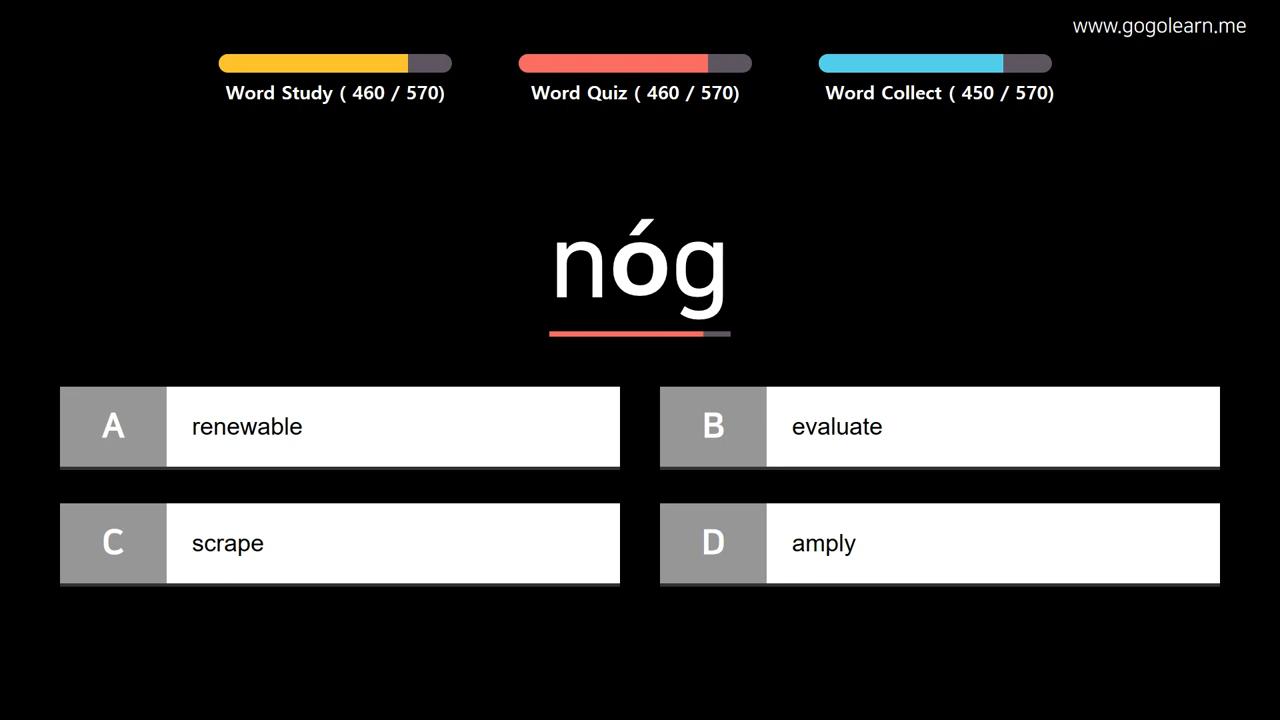 www.gogolearn.me
Word Study ( 460 / 570)
Word Quiz ( 460 / 570)
Word Collect ( 450 / 570)
nóg
A renewable
B evaluate
C scrape
D amply